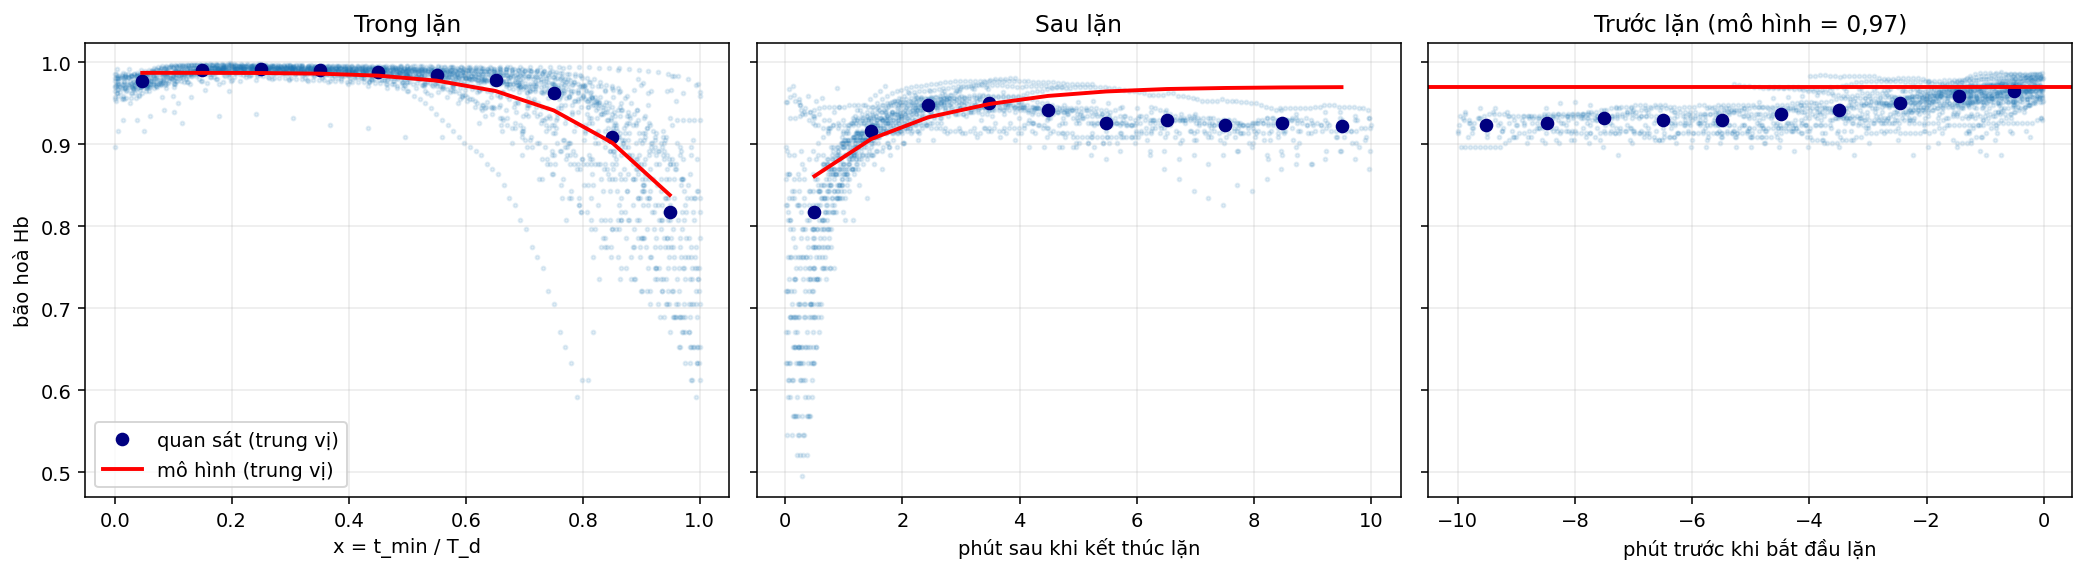 Trong lặn
Sau lặn
Trước lặn (mô hình = 0,97)
bão hoà Hb
1.0
0.9
0.8
0.7
0.6
0.5
quan sát (trung vị)
mô hình (trung vị)
0.0 0.2 0.4 0.6 0.8 1.0
x = t_min / T_d
0 2 4 6 8 10
phút sau khi kết thúc lặn
−10 −8 −6 −4 −2 0
phút trước khi bắt đầu lặn